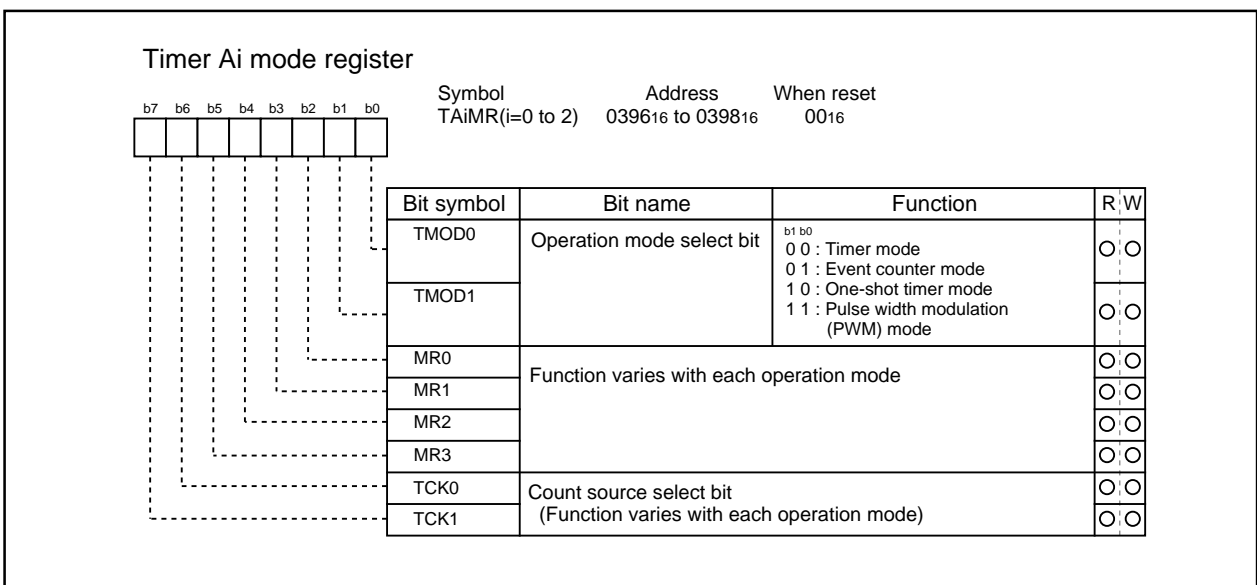 Timer Ai mode register
Symbol Address When reset
TAiMR(i=0 to 2) 039616 to 039816 0016
b7 b6 b5 b4 b3 b2 b1 b0
Bit symbol Bit name Function R W
TMOD0 Operation mode select bit b1 b0
0 0 : Timer mode
0 1 : Event counter mode
TMOD1 1 0 : One-shot timer mode
1 1 : Pulse width modulation
(PWM) mode
MR0
Function varies with each operation mode
MR1
MR2
MR3
TCK0 Count source select bit
TCK1 (Function varies with each operation mode)